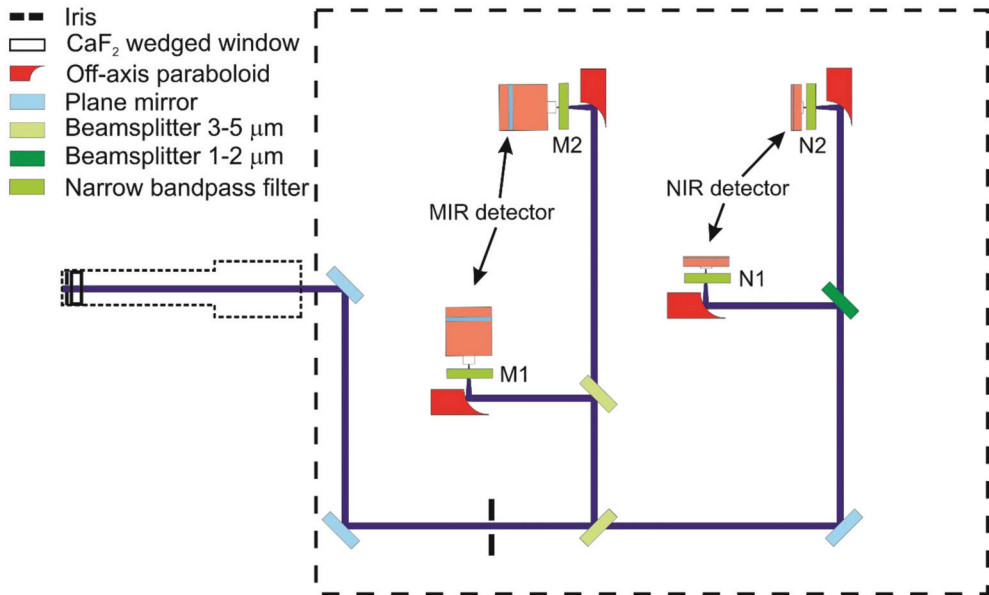 Iris
CaF₂ wedged window
Off-axis paraboloid
Plane mirror
Beamsplitter 3-5 μm
Beamsplitter 1-2 μm
Narrow bandpass filter
M2
N2
MIR detector
NIR detector
N1
M1